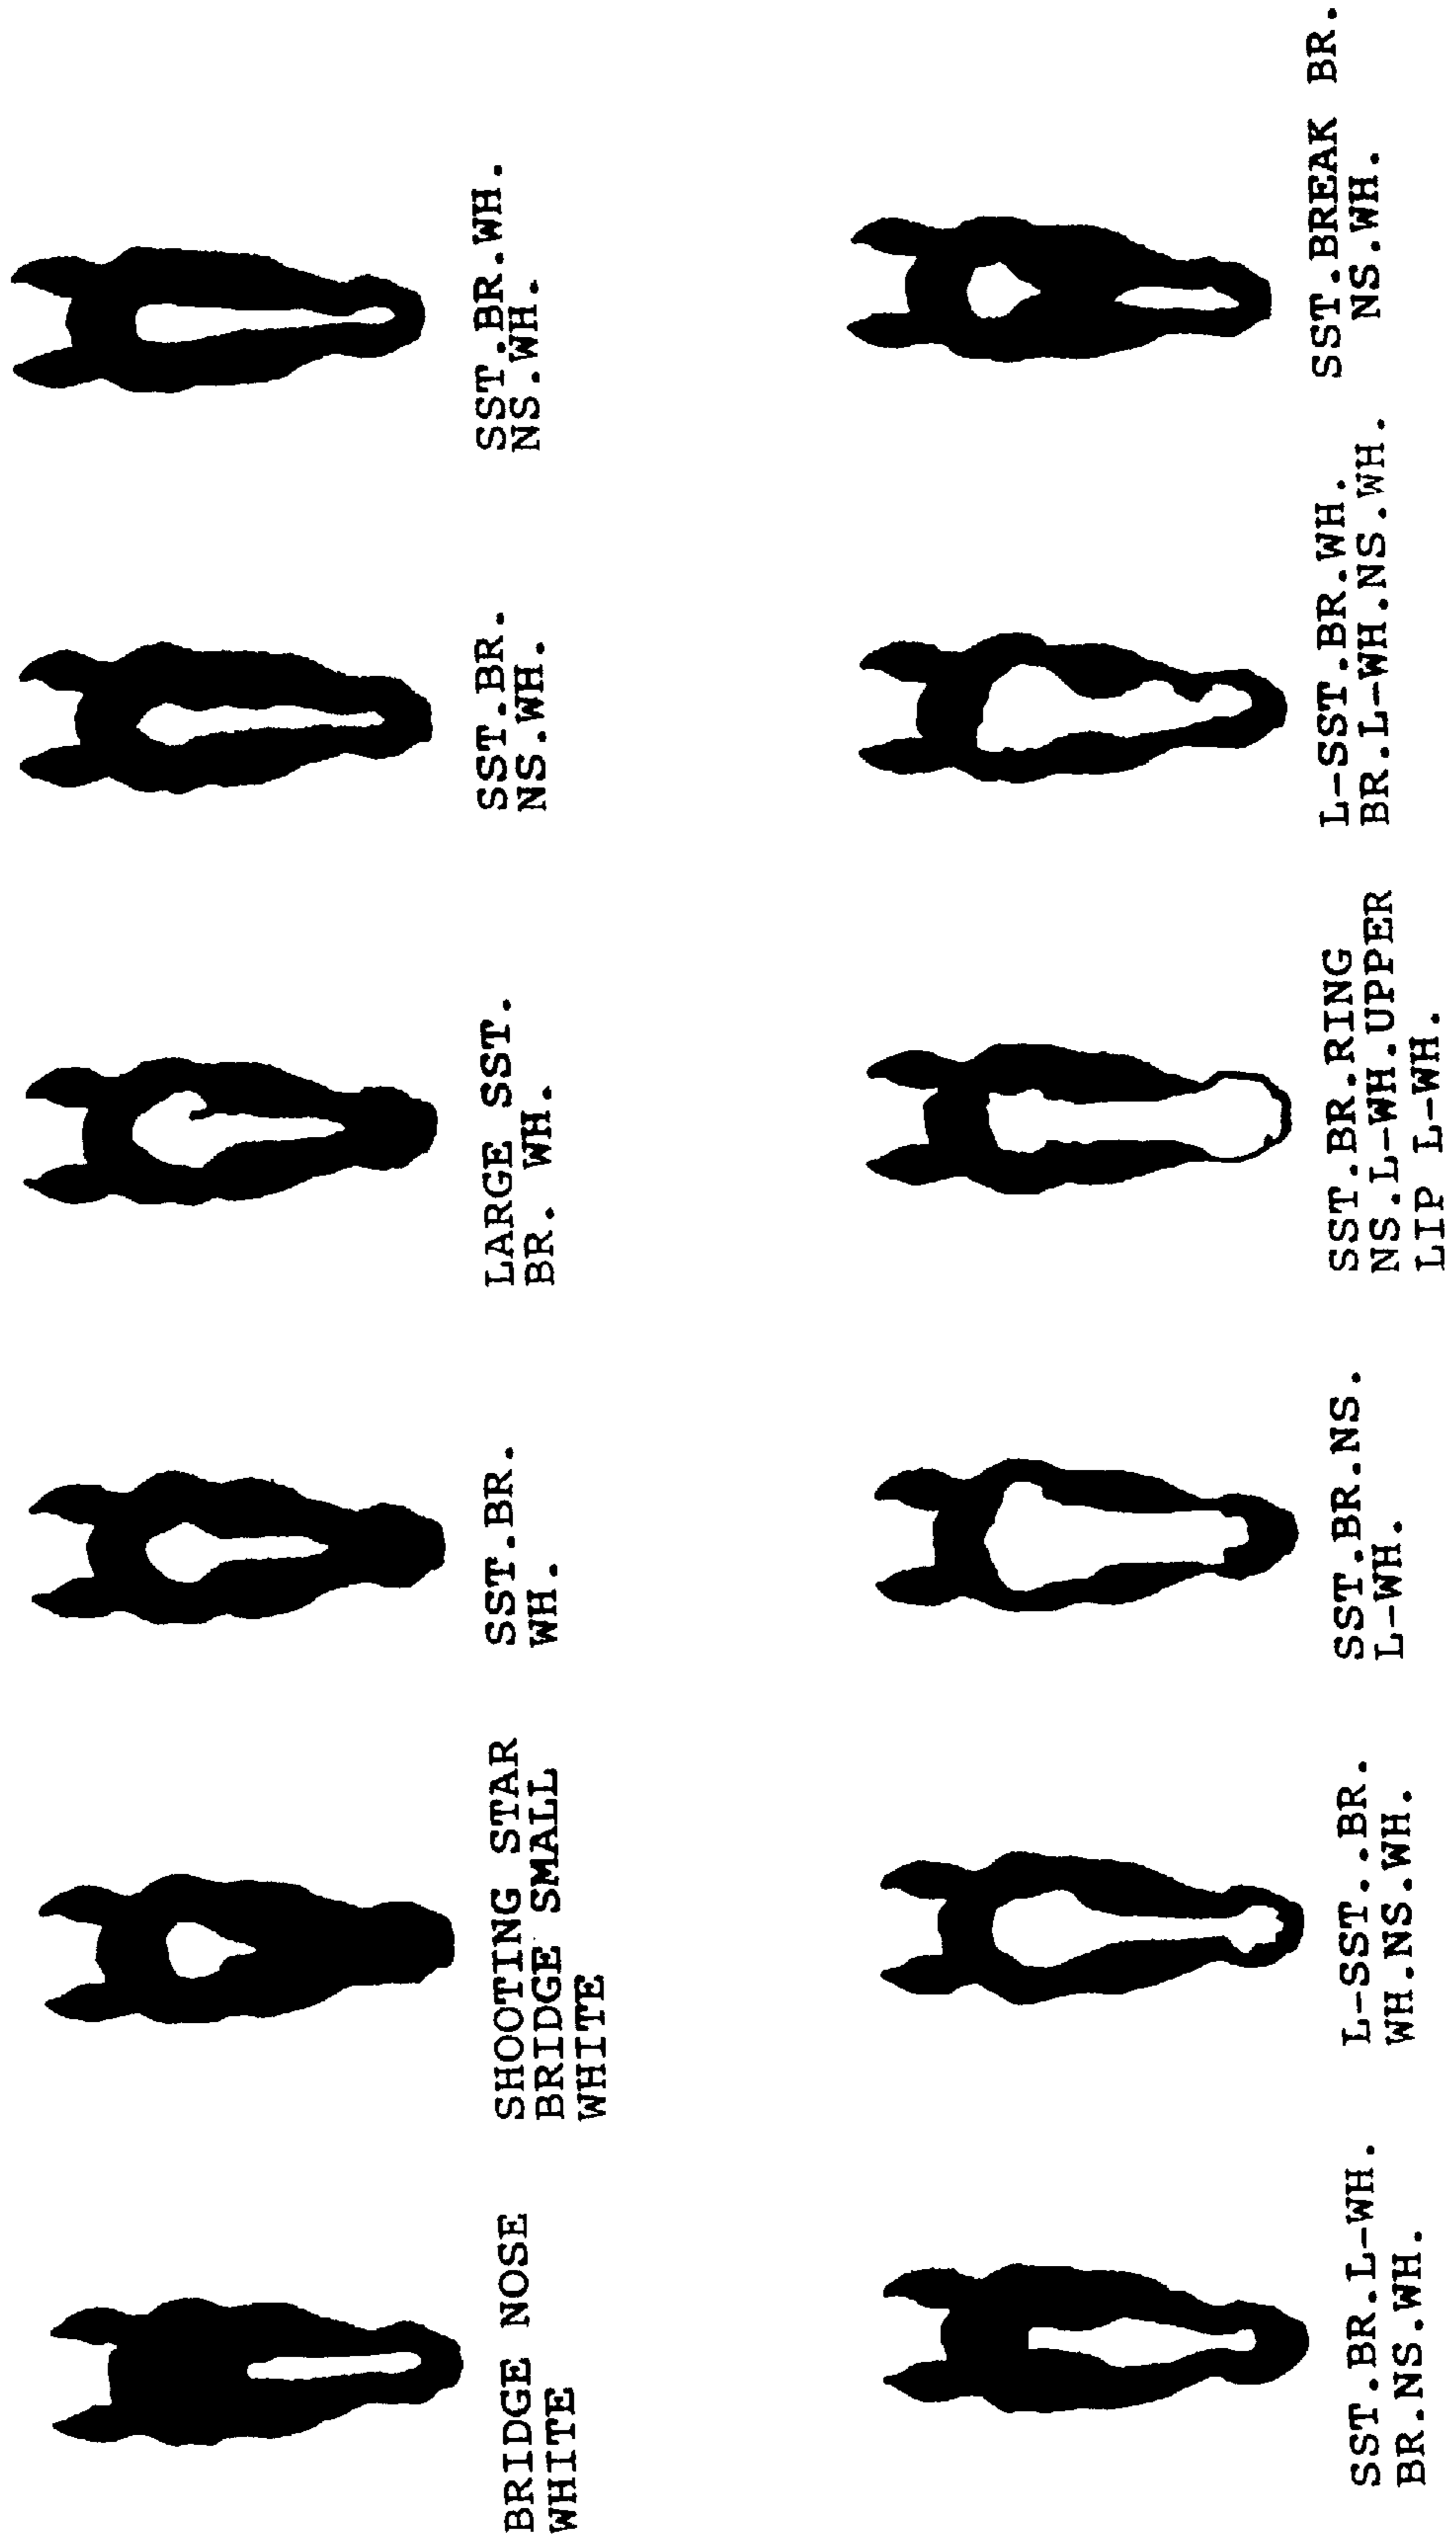 BRIDGE NOSE
WHITE
SHOOTING STAR
BRIDGE SMALL
WHITE
SST.BR.
WH.
LARGE SST.
BR. WH.
SST.BR.
NS.WH.
SST.BR.WH.
NS.WH.
SST.BR.L-WH.
BR.NS.WH.
L-SST..BR.
WH.NS.WH.
SST.BR.NS.
L-WH.
SST.BR.RING
NS.L-WH.UPPER
LIP L-WH.
L-SST.BR.WH.
BR.L-WH.NS.WH.
SST.BREAK BR.
NS.WH.